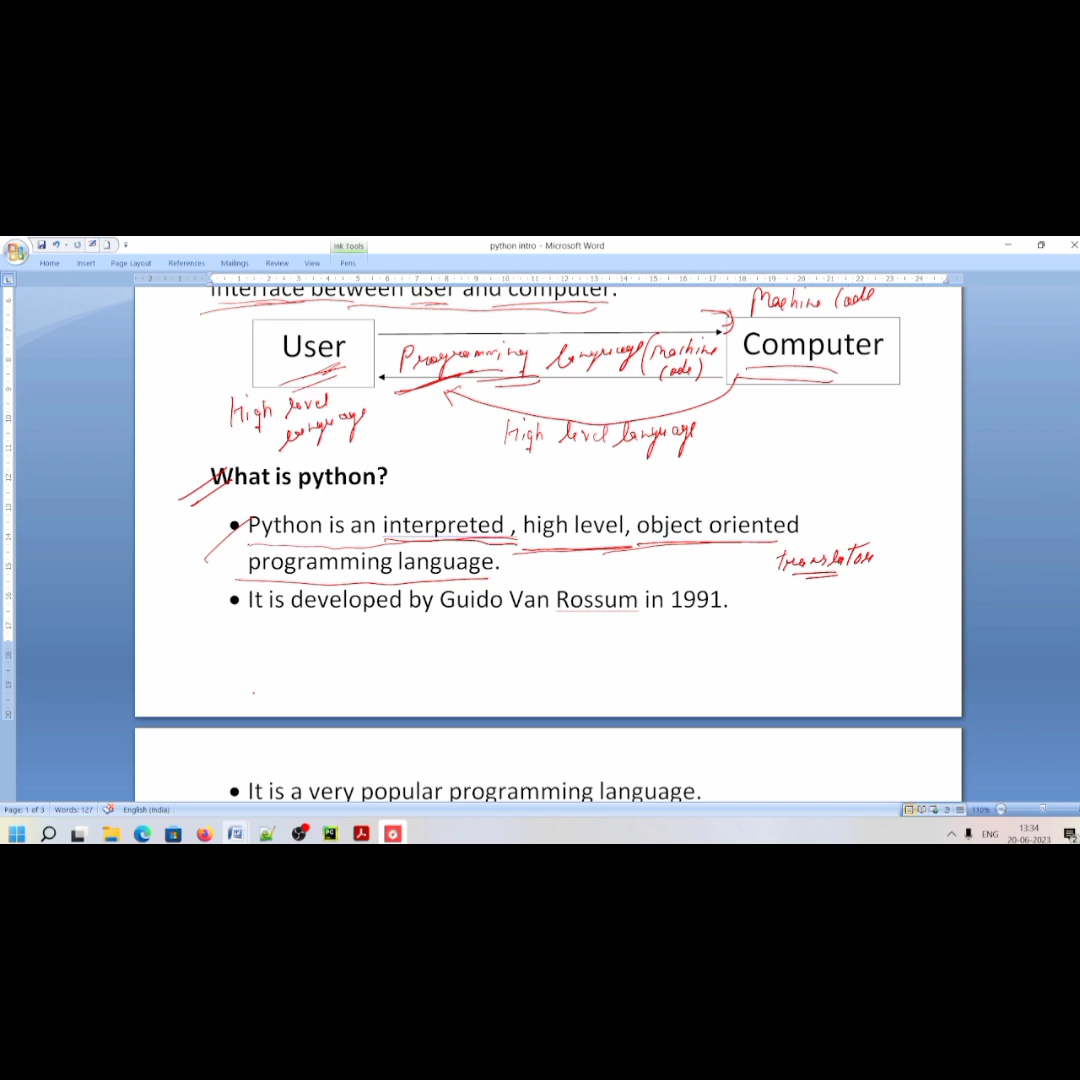 Ink Tools
python intro - Microsoft Word
Home Insert Page Layout References Mailings Review View Pens
interface between user and computer.
Machine Code
User
Computer
Programming language (Machine
Code)
High level
language
High level language
What is python?
• Python is an interpreted , high level, object oriented
programming language.
translator
• It is developed by Guido Van Rossum in 1991.
• It is a very popular programming language.
Page: 1 of 3 Words: 127 English (India) 110%
ENG
13:34
20-06-2023